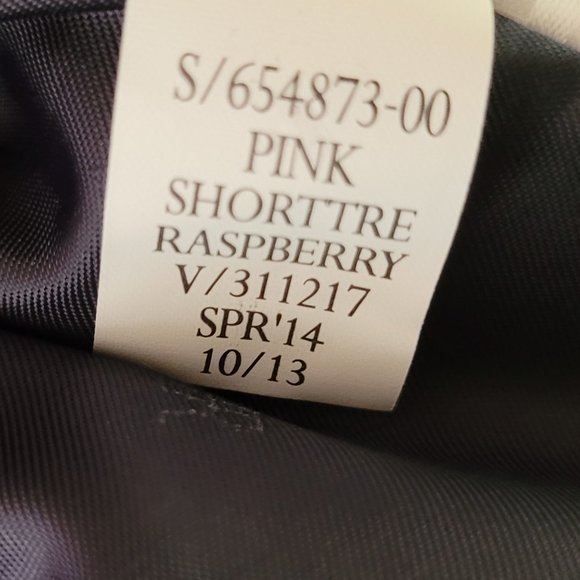 S/654873-00
PINK
SHORTTRE
RASPBERRY
V/311217
SPR'14
10/13